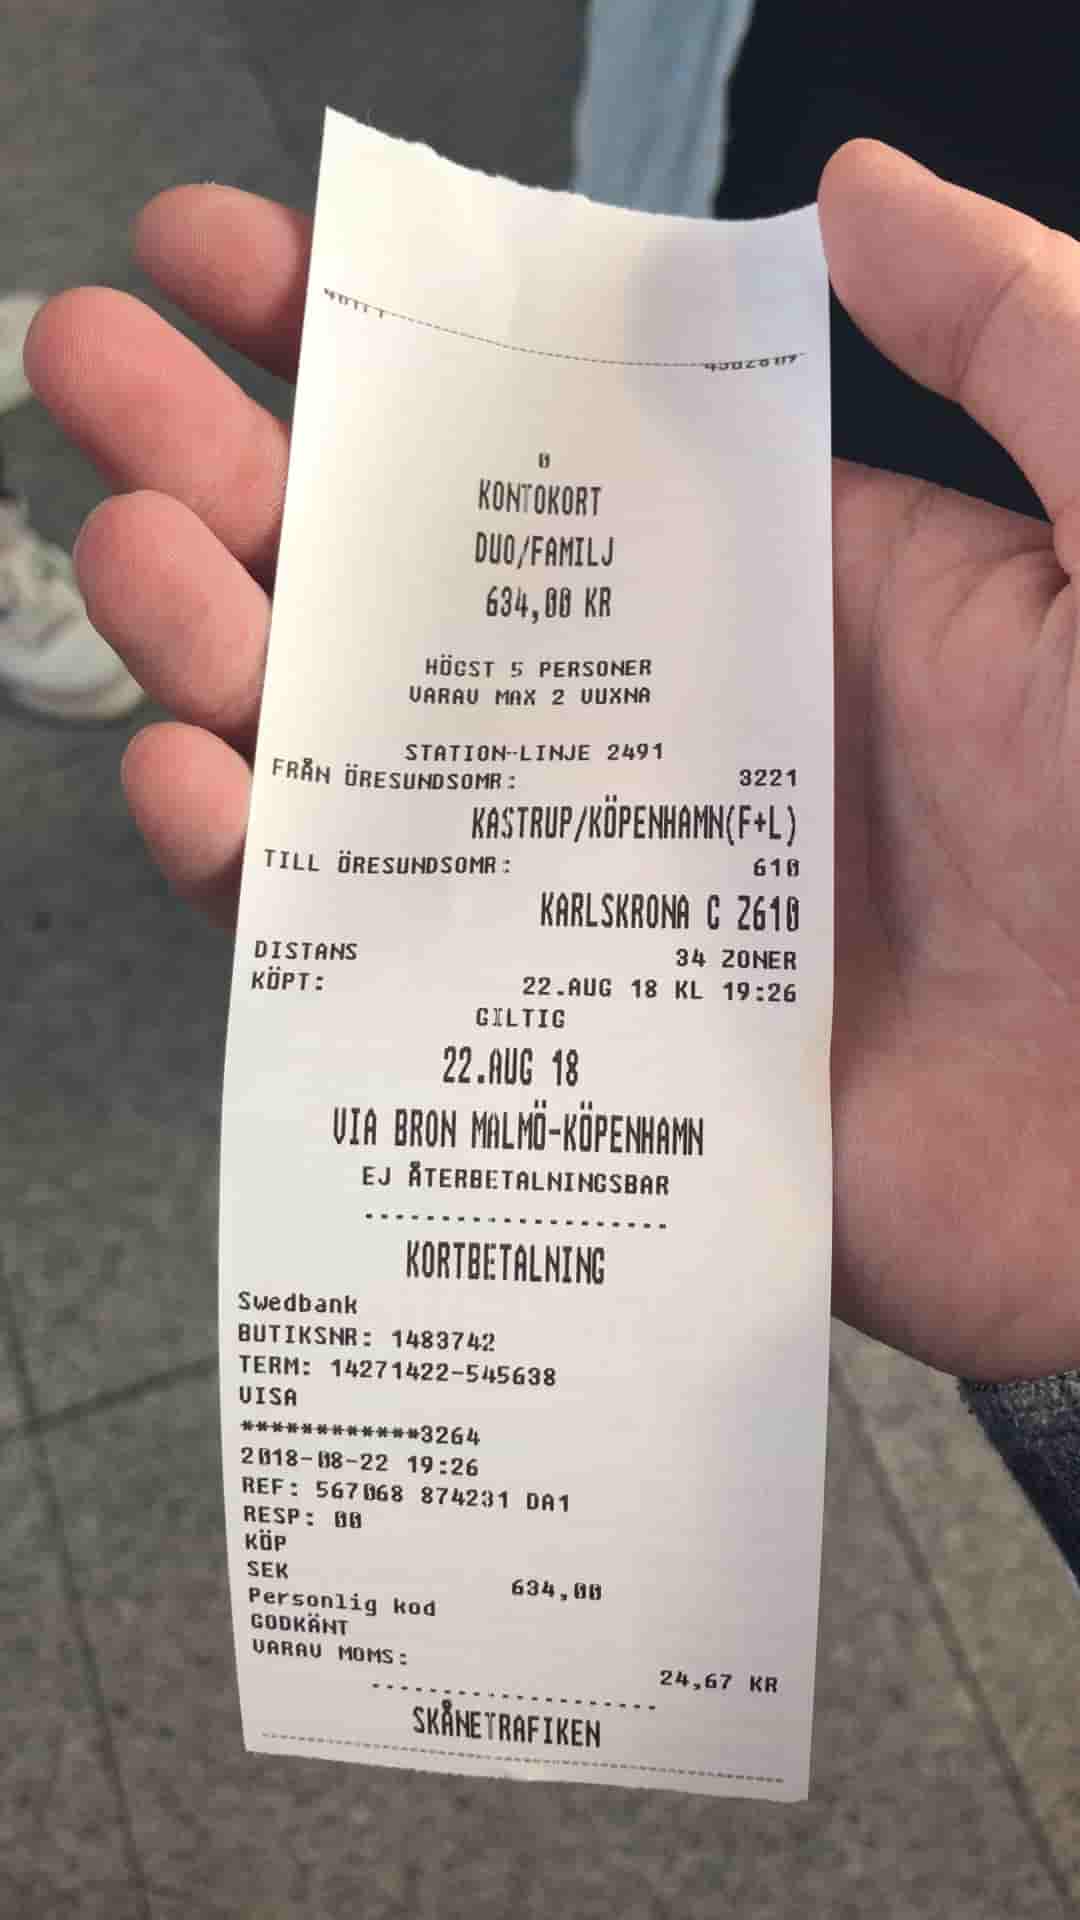 0
KONTOKORT
DUO/FAMILJ
634,00 KR
HÖGST 5 PERSONER
VARAV MAX 2 VUXNA
STATION-LINJE 2491
FRÅN ÖRESUNDSOMR: 3221
KASTRUP/KÖPENHAMN(F+L)
TILL ÖRESUNDSOMR: 610
KARLSKRONA C 2610
DISTANS 34 ZONER
KÖPT: 22.AUG 18 KL 19:26
GILTIG
22.AUG 18
VIA BRON MALMÖ-KÖPENHAMN
EJ ÅTERBETALNINGSBAR
KORTBETALNING
Swedbank
BUTIKSNR: 1483742
TERM: 14271422-545638
VISA
************3264
2018-08-22 19:26
REF: 567068 874231 DA1
RESP: 00
KÖP
SEK 634,00
Personlig kod
GODKÄNT
VARAV MOMS: 24,67 KR
SKÅNETRAFIKEN